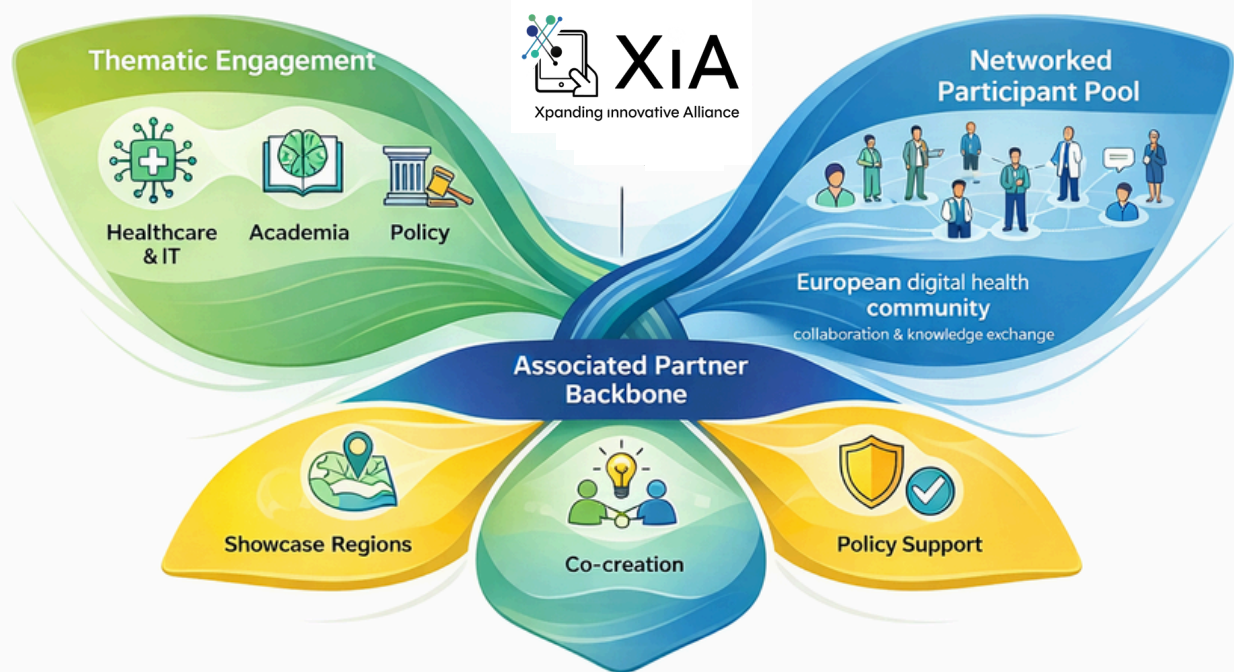 XiA
Xpanding innovative Alliance
Thematic Engagement
Healthcare
& IT
Academia
Policy
Networked
Participant Pool
European digital health
community
collaboration & knowledge exchange
Associated Partner
Backbone
Showcase Regions
Co-creation
Policy Support